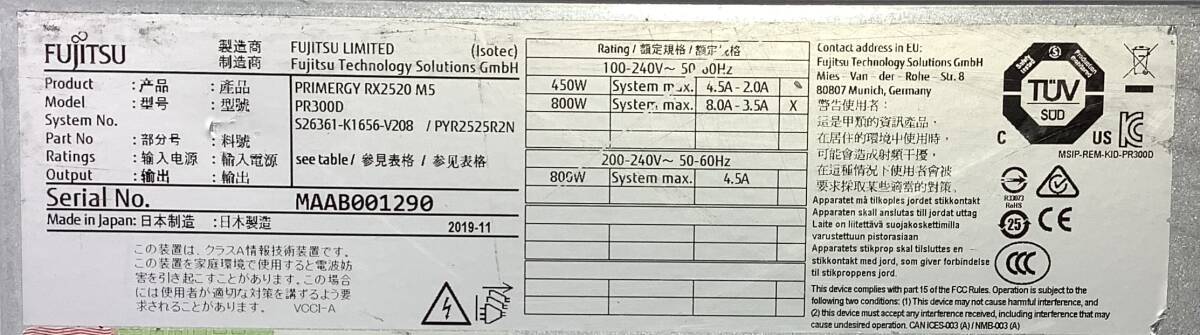 FUJITSU
製造商 FUJITSU LIMITED (Isotec)
制造商 Fujitsu Technology Solutions GmbH
Product :产品 :產品 PRIMERGY RX2520 M5
Model :型号 :型號 PR300D
System No. S26361-K1656-V208 / PYR2525R2N
Part No :部分号 :料號
Ratings :输入电源 :輸入電源 see table / 參見表格 / 参见表格
Output :输出 :輸出
Serial No. MAAB001290
Made in Japan: 日本制造 :日本製造 2019-11
この装置は、クラスA情報技術装置です。
この装置を家庭環境で使用すると電波妨
害を引き起こすことがあります。この場合
には使用者が適切な対策を講ずるよう要
求されることがあります。 VCCI-A
Rating / 額定規格 / 额定规格
100-240V~ 50-60Hz
450W System max. 4.5A - 2.0A
800W System max. 8.0A - 3.5A X
200-240V~ 50-60Hz
800W System max. 4.5A
Contact address in EU:
Fujitsu Technology Solutions GmbH
Mies - Van - der - Rohe - Str. 8
80807 Munich, Germany
警告使用者:
這是甲類的資訊產品,
在居住的環境中使用時,
可能會造成射頻干擾,
在這種情況下使用者會被
要求採取某些適當的對策。
Apparatet må tilkoples jordet stikkontakt
Apparaten skall anslutas till jordat uttag
Laite on liitettävä suojakoskettimilla
varustettuun pistorasiaan
Apparatets stikprop skal tilsluttes en
stikkontakt med jord, som giver forbindelse
til stikproppens jord.
This device complies with part 15 of the FCC Rules. Operation is subject to the
following two conditions: (1) This device may not cause harmful interference, and
(2) this device must accept any interference received, including interference that may
cause undesired operation. CAN ICES-003 (A) / NMB-003 (A)
TÜV
SÜD
C US
MSIP-REM-KID-PR300D
R33073
RoHS
25 CE
CCC